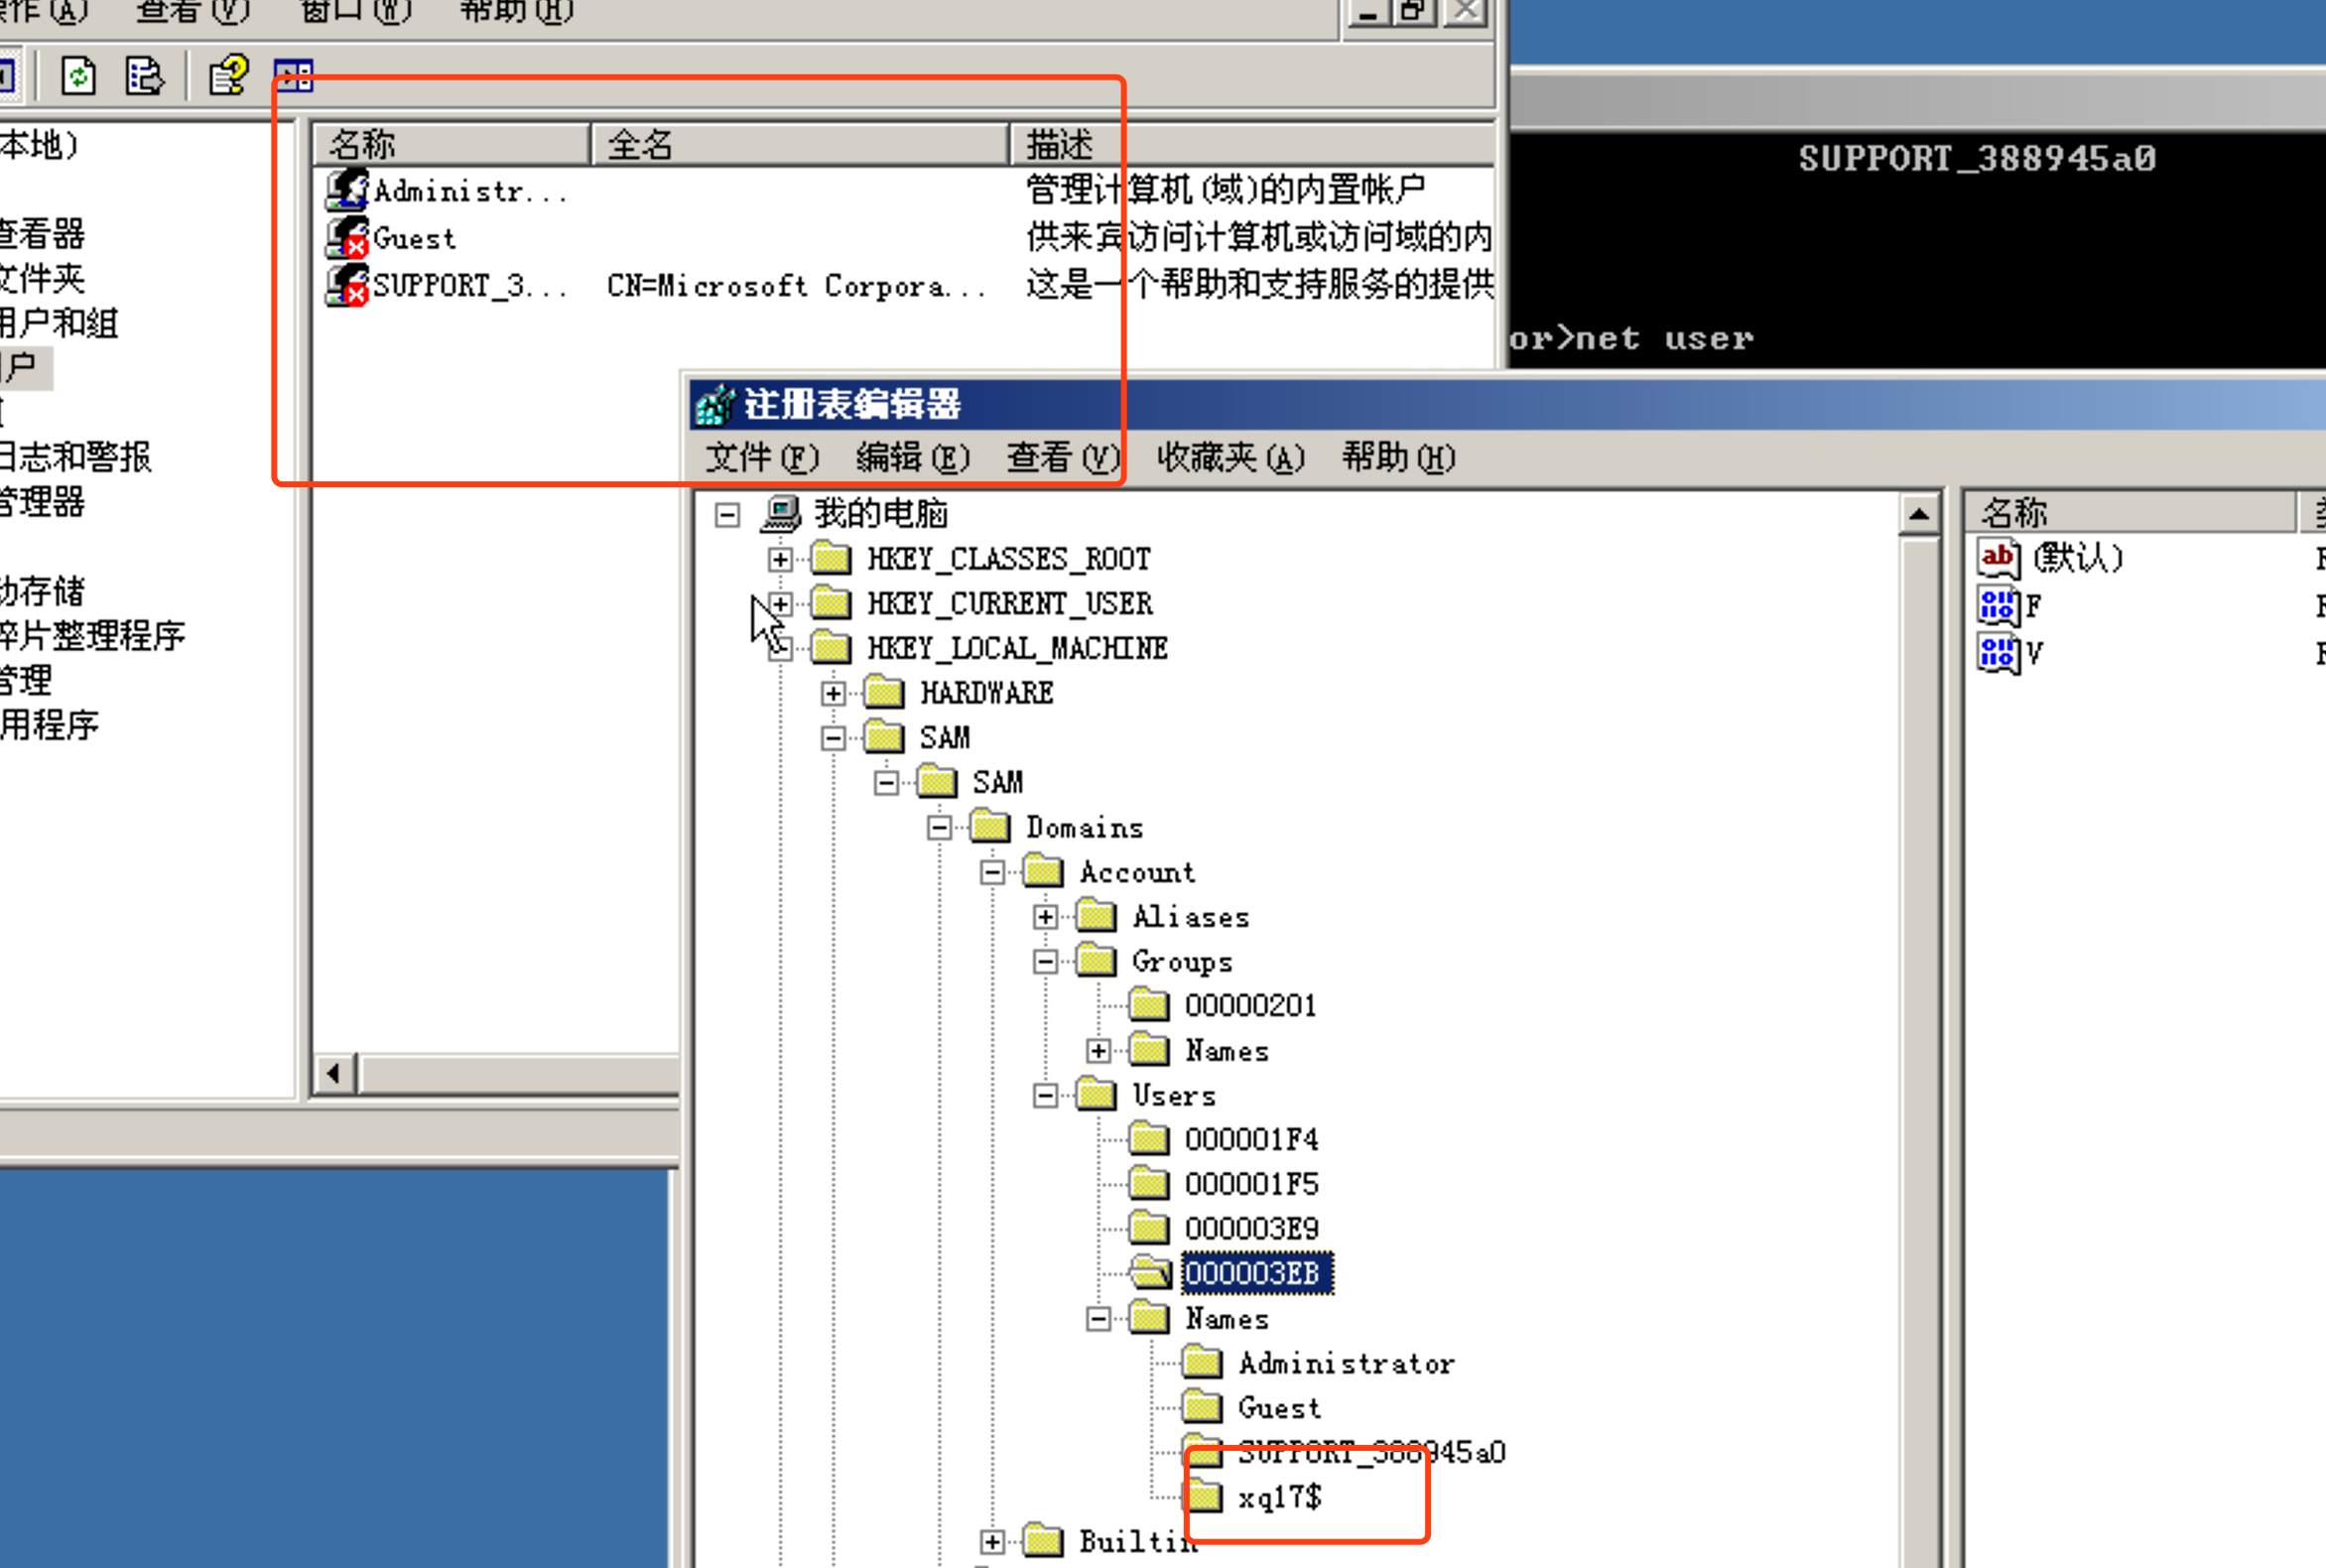 操作(A) 查看(V) 窗口(W) 帮助(H)
本地)
查看器
文件夹
用户和组
用户
日志和警报
管理器
动存储
碎片整理程序
管理
用程序
名称 全名 描述
Administr... 管理计算机(域)的内置帐户
Guest 供来宾访问计算机或访问域的内
SUPPORT_3... CN=Microsoft Corpora... 这是一个帮助和支持服务的提供
SUPPORT_388945a0
or>net user
注册表编辑器
文件(F) 编辑(E) 查看(V) 收藏夹(A) 帮助(H)
我的电脑
HKEY_CLASSES_ROOT
HKEY_CURRENT_USER
HKEY_LOCAL_MACHINE
HARDWARE
SAM
SAM
Domains
Account
Aliases
Groups
00000201
Names
Users
000001F4
000001F5
000003E9
000003EB
Names
Administrator
Guest
SUPPORT_388945a0
xq17$
Builtin
名称
(默认)
F
V